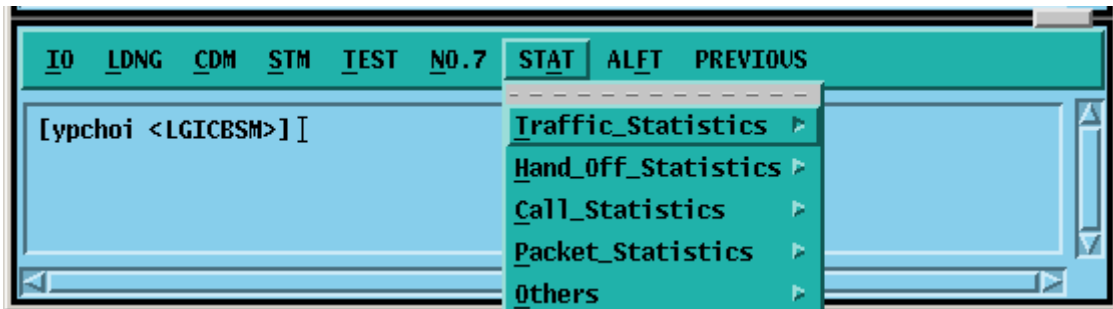 IO LDNG CDM STM TEST NO.7 STAT ALFT PREVIOUS
[ypchoi <LGICBSM>]
Traffic_Statistics
Hand_Off_Statistics
Call_Statistics
Packet_Statistics
Others